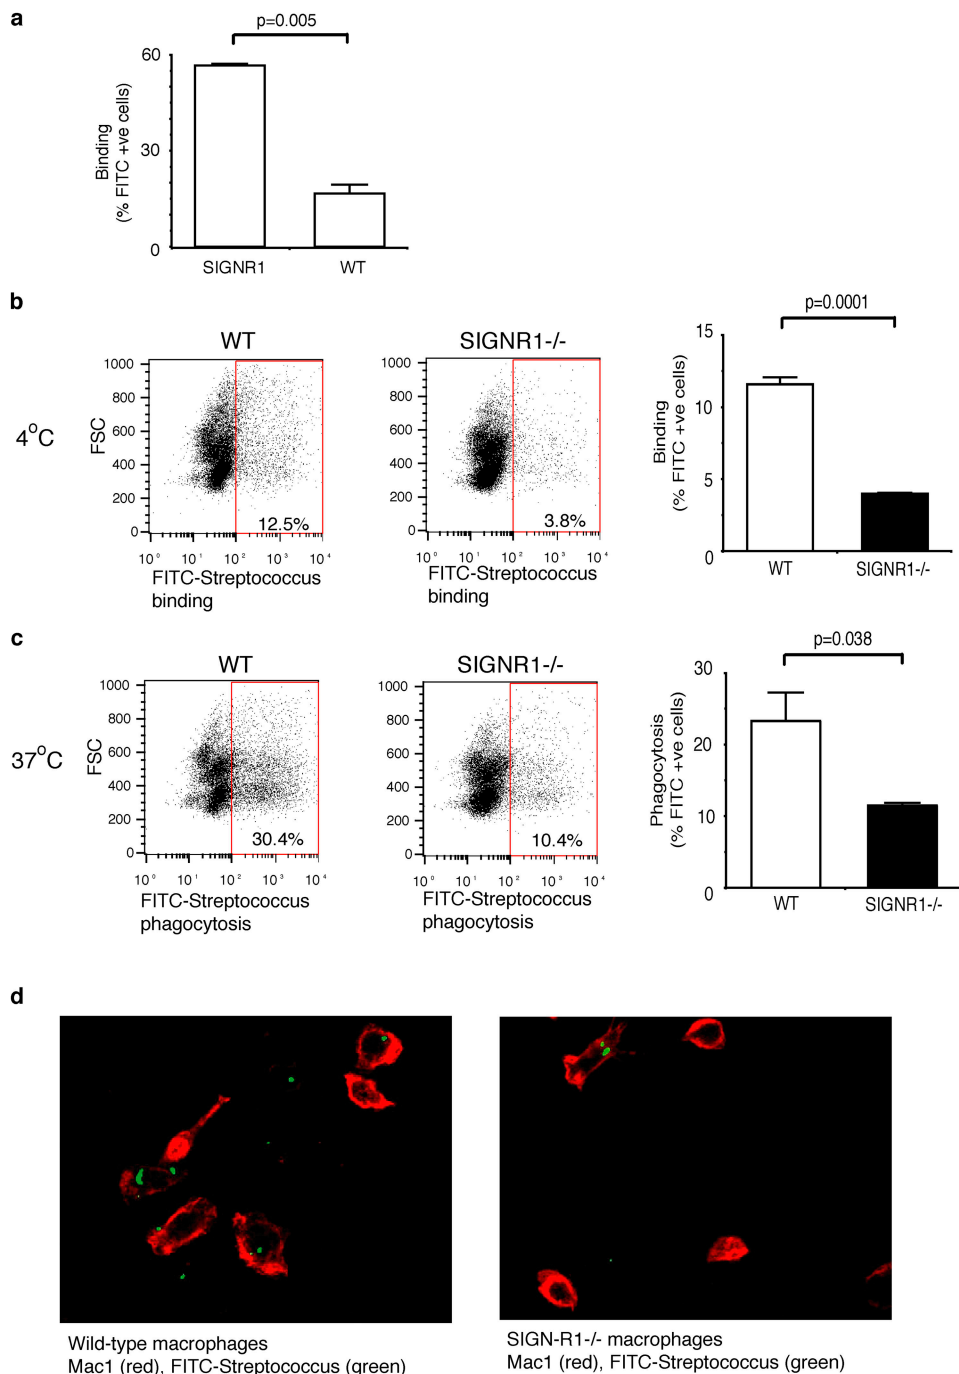 a
p=0.005
60
30
0
Binding
(% FITC +ve cells)
SIGNR1
WT
b
4°C
WT
1000
800
600
400
200
0
FSC
12.5%
10⁰ 10¹ 10² 10³ 10⁴
FITC-Streptococcus
binding
SIGNR1-/-
1000
800
600
400
200
0
3.8%
10⁰ 10¹ 10² 10³ 10⁴
FITC-Streptococcus
binding
p=0.0001
15
10
5
0
Binding
(% FITC +ve cells)
WT
SIGNR1-/-
c
37°C
WT
1000
800
600
400
200
0
FSC
30.4%
10⁰ 10¹ 10² 10³ 10⁴
FITC-Streptococcus
phagocytosis
SIGNR1-/-
1000
800
600
400
200
0
10.4%
10⁰ 10¹ 10² 10³ 10⁴
FITC-Streptococcus
phagocytosis
p=0.038
30
20
10
0
Phagocytosis
(% FITC +ve cells)
WT
SIGNR1-/-
d
Wild-type macrophages
Mac1 (red), FITC-Streptococcus (green)
SIGN-R1-/- macrophages
Mac1 (red), FITC-Streptococcus (green)